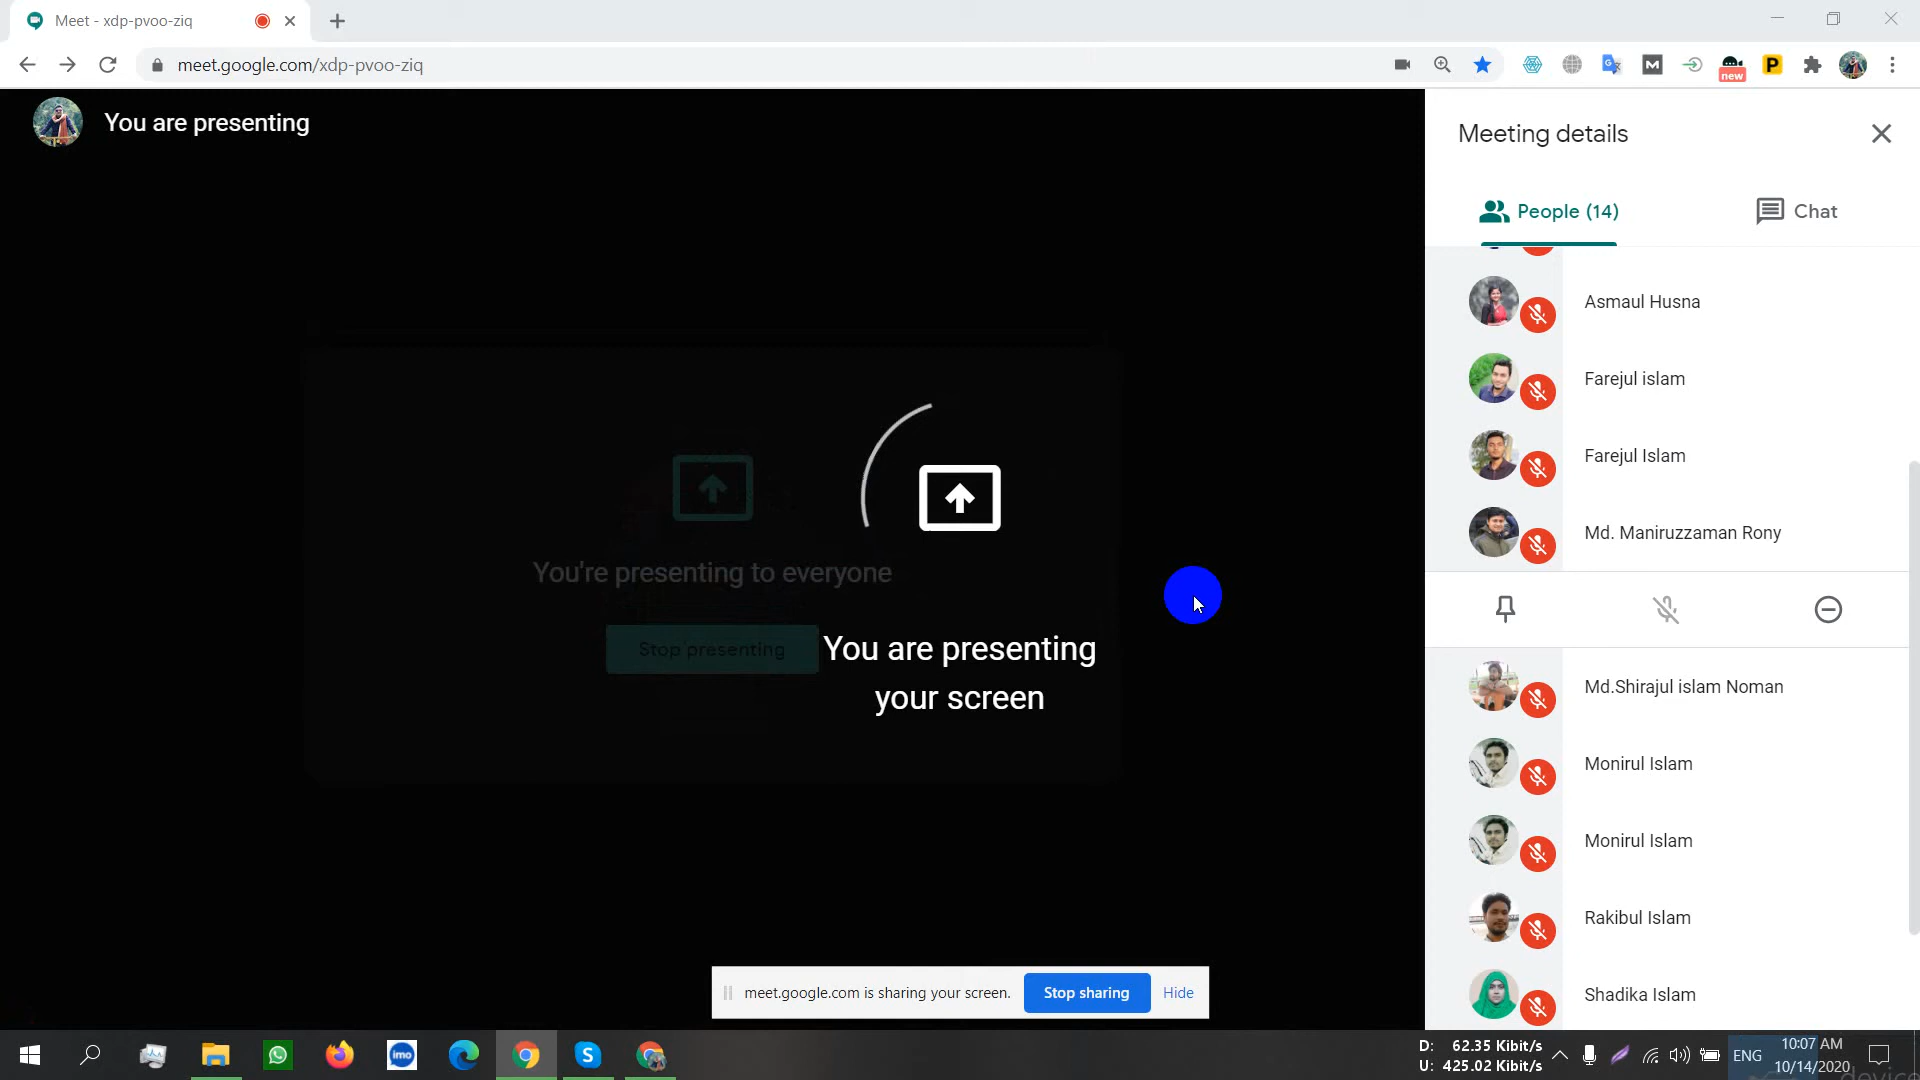 Meet - xdp-pvoo-ziq
meet.google.com/xdp-pvoo-ziq
M
new
P
You are presenting
Meeting details
People (14)
Chat
Asmaul Husna
Farejul islam
Farejul Islam
Md. Maniruzzaman Rony
You're presenting to everyone
Stop presenting
You are presenting
your screen
Md.Shirajul islam Noman
Monirul Islam
Monirul Islam
Rakibul Islam
Shadika Islam
meet.google.com is sharing your screen.
Stop sharing
Hide
imo
S
D: 62.35 Kibit/s
U: 425.02 Kibit/s
ENG
10:07 AM
10/14/2020